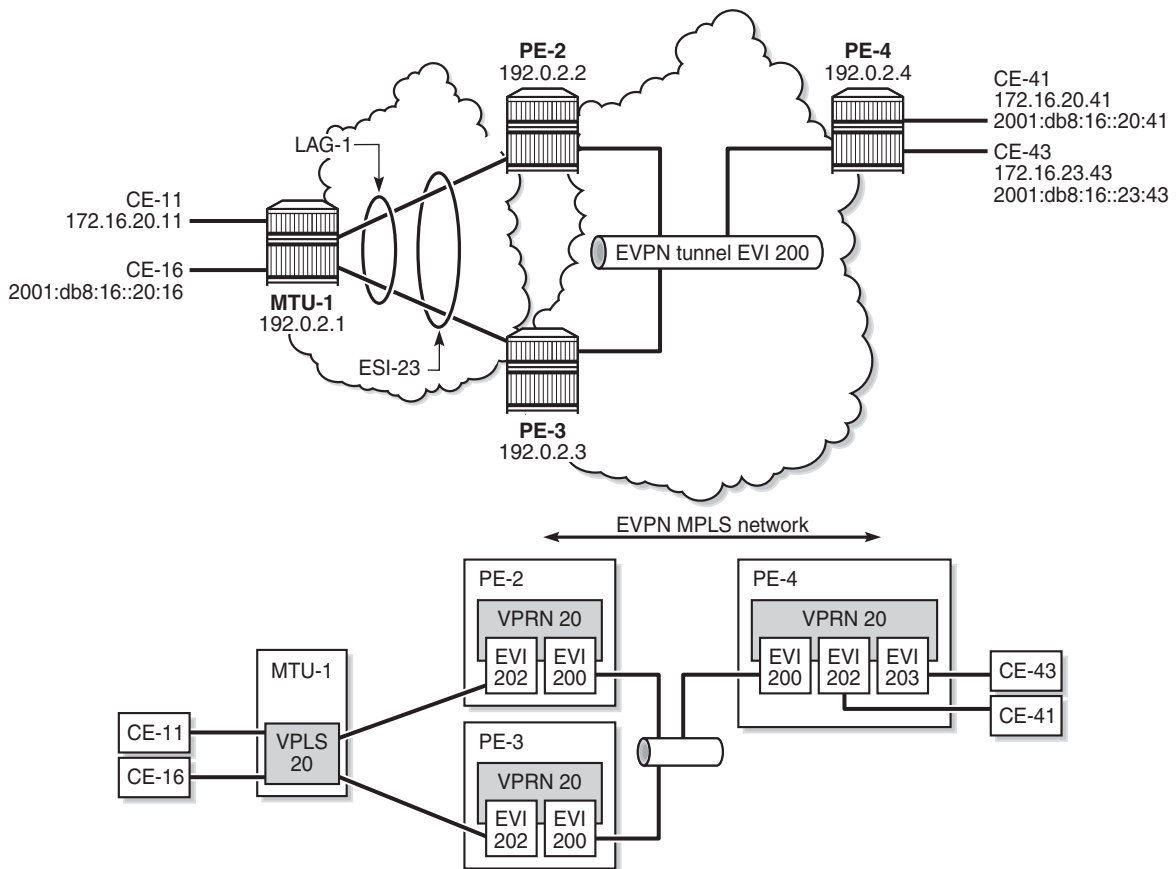 PE-2
192.0.2.2
PE-4
192.0.2.4
CE-41
172.16.20.41
2001:db8:16::20:41
CE-43
172.16.23.43
2001:db8:16::23:43
LAG-1
CE-11
172.16.20.11
EVPN tunnel EVI 200
CE-16
2001:db8:16::20:16
MTU-1
192.0.2.1
ESI-23
PE-3
192.0.2.3
EVPN MPLS network
PE-2
VPRN 20
EVI
202
EVI
200
PE-4
VPRN 20
EVI
200
EVI
202
EVI
203
CE-43
CE-41
MTU-1
VPLS
20
CE-11
CE-16
PE-3
VPRN 20
EVI
202
EVI
200